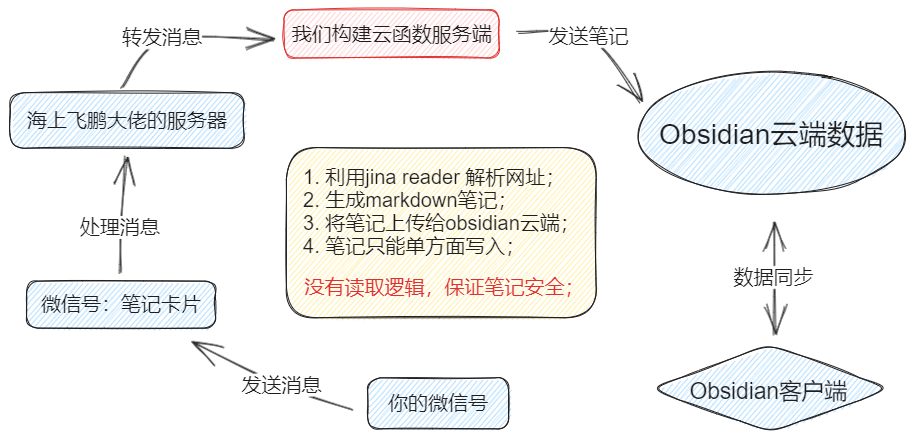 转发消息
我们构建云函数服务端
发送笔记
海上飞鹏大佬的服务器
Obsidian云端数据
1. 利用jina reader 解析网址；
2. 生成markdown笔记；
3. 将笔记上传给obsidian云端；
4. 笔记只能单方面写入；
没有读取逻辑，保证笔记安全；
处理消息
数据同步
微信号：笔记卡片
发送消息
你的微信号
Obsidian客户端